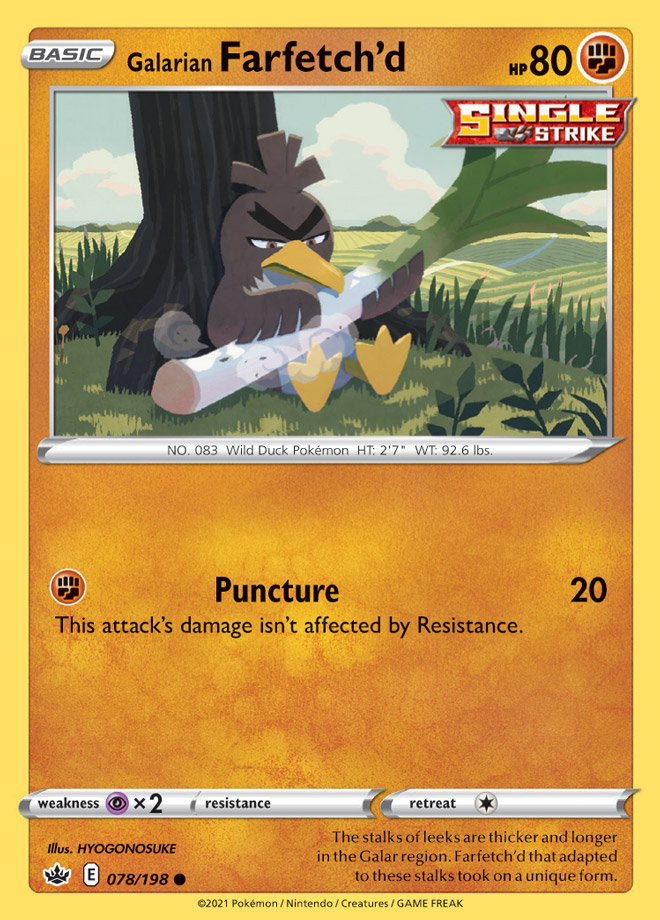 BASIC
Galarian Farfetch'd
HP 80
SINGLE
STRIKE
NO. 083 Wild Duck Pokémon HT: 2'7" WT: 92.6 lbs.
Puncture 20
This attack's damage isn't affected by Resistance.
weakness ×2 resistance retreat
Illus. HYOGONOSUKE
The stalks of leeks are thicker and longer
in the Galar region. Farfetch'd that adapted
to these stalks took on a unique form.
E 078/198
©2021 Pokémon / Nintendo / Creatures / GAME FREAK